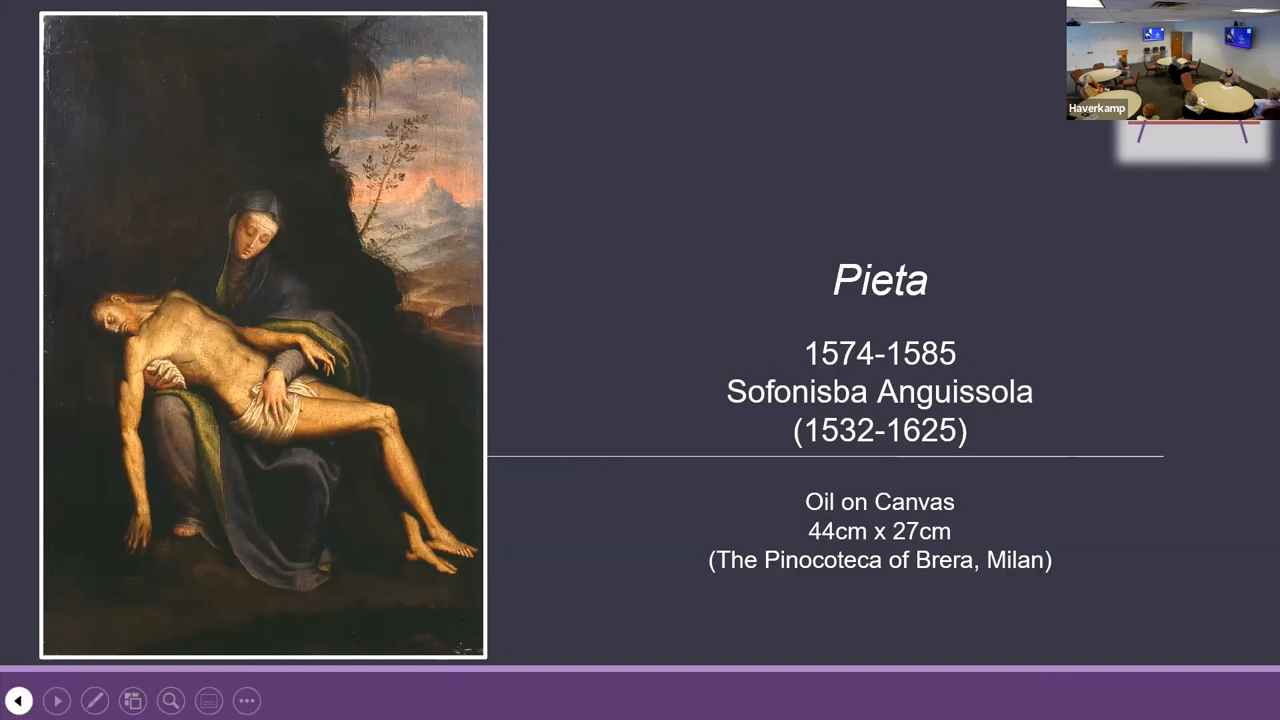 Haverkamp
Pieta
1574-1585
Sofonisba Anguissola
(1532-1625)
Oil on Canvas
44cm x 27cm
(The Pinocoteca of Brera, Milan)